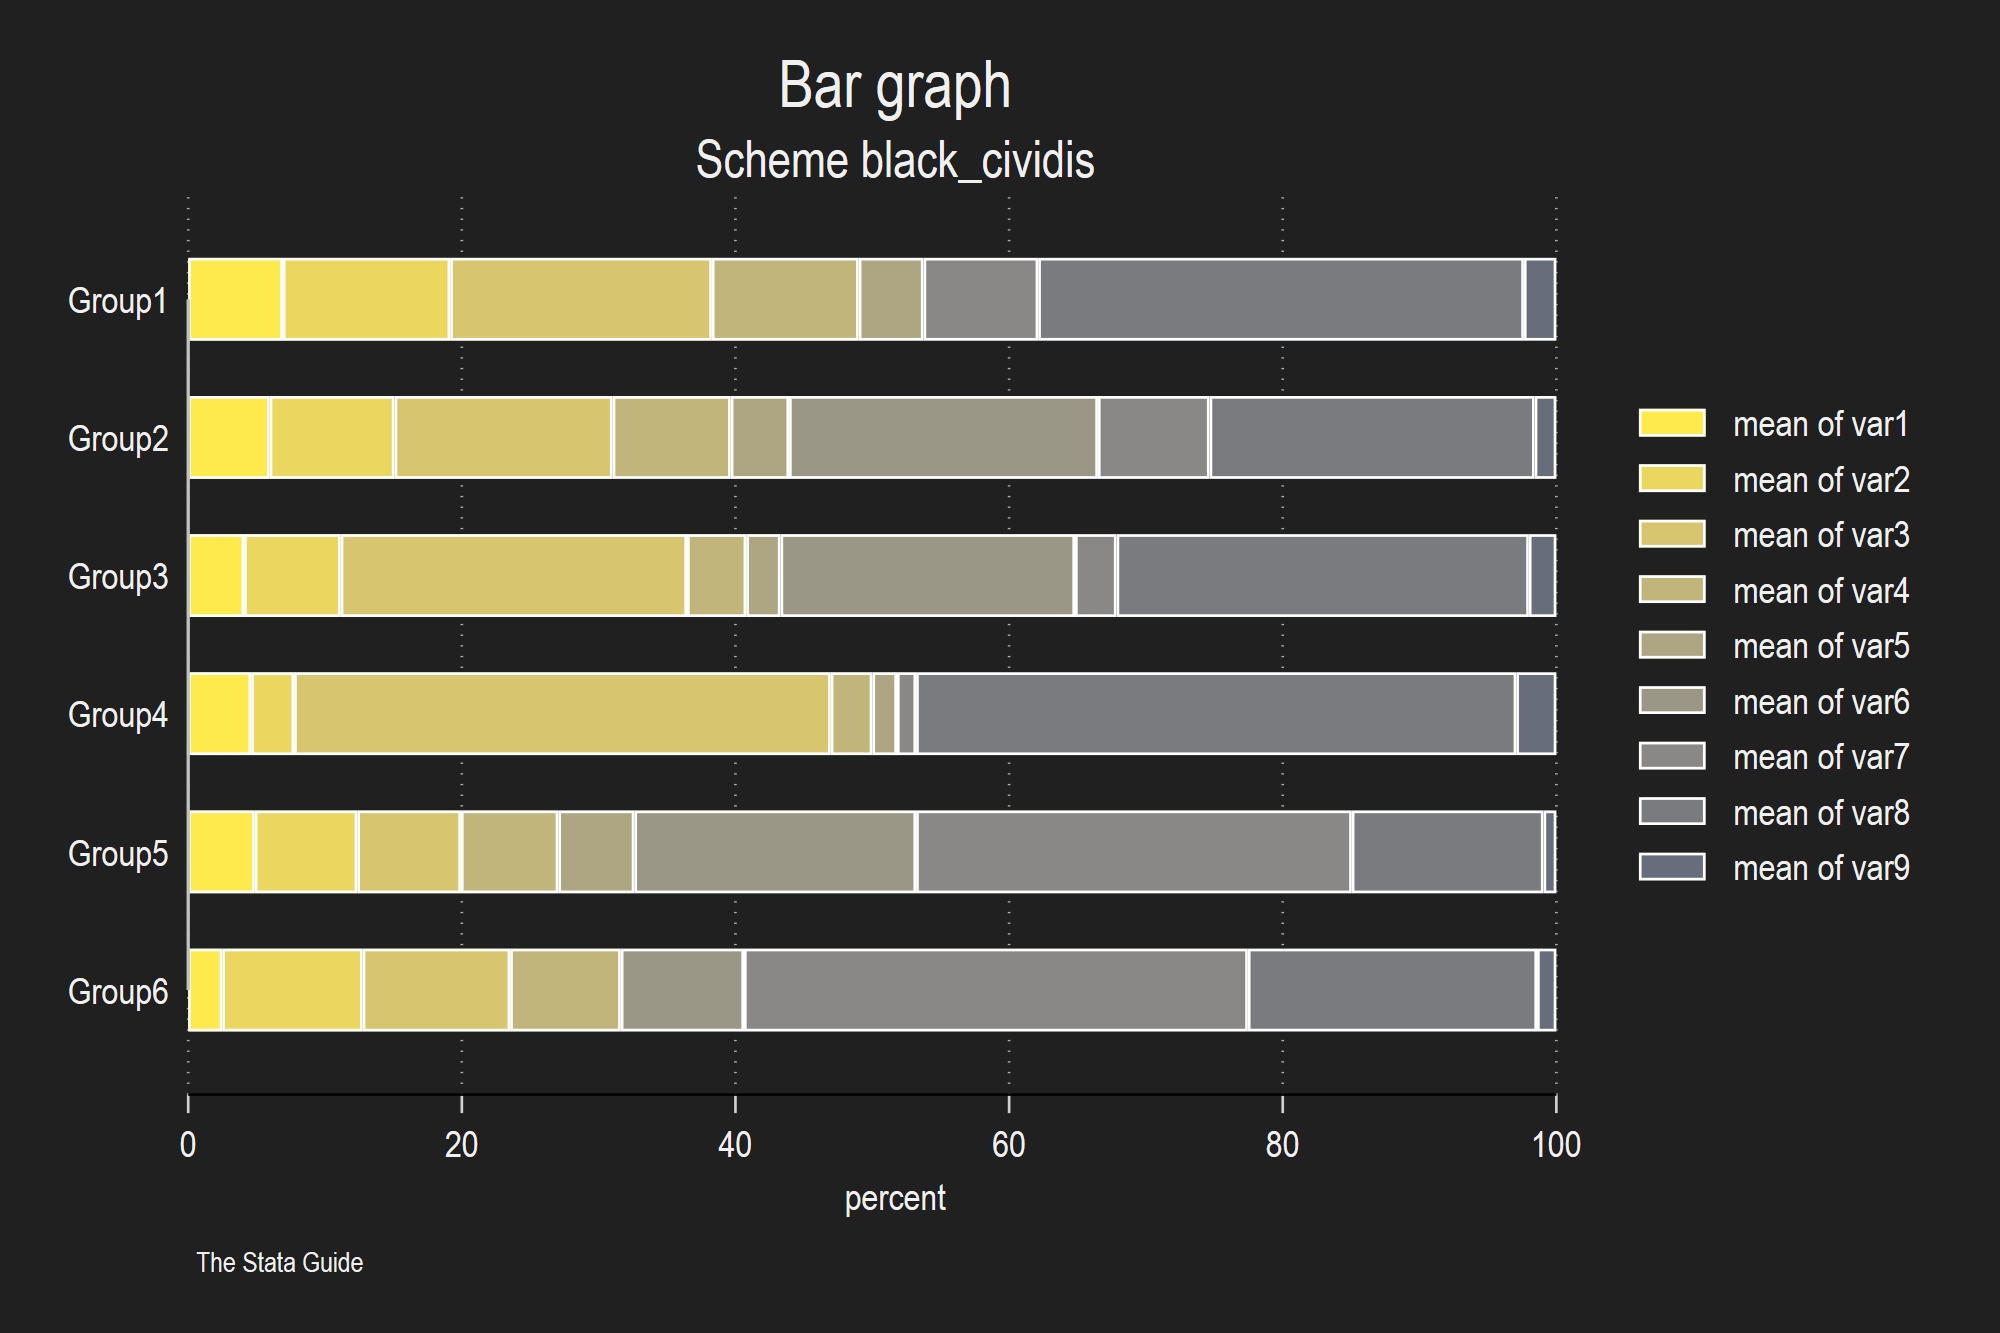 Bar graph
Scheme black_cividis
Group1
Group2
Group3
Group4
Group5
Group6
0 20 40 60 80 100
percent
mean of var1
mean of var2
mean of var3
mean of var4
mean of var5
mean of var6
mean of var7
mean of var8
mean of var9
The Stata Guide